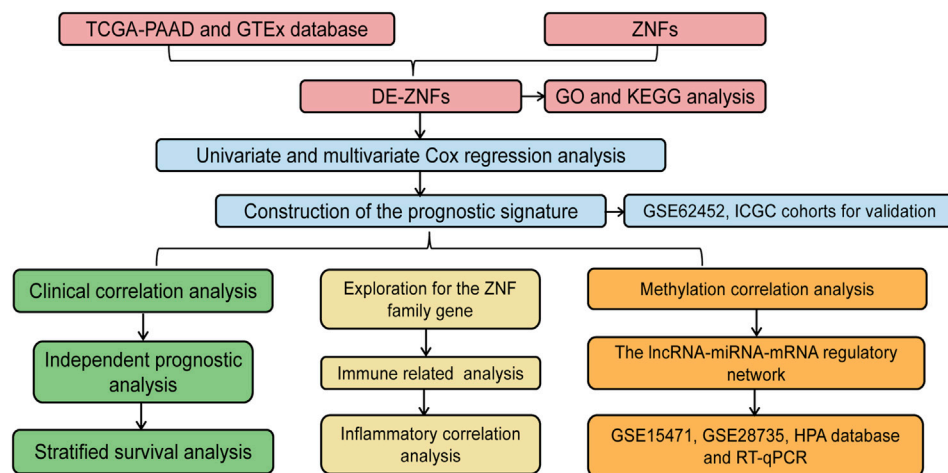 TCGA-PAAD and GTEx database
ZNFs
DE-ZNFs
GO and KEGG analysis
Univariate and multivariate Cox regression analysis
Construction of the prognostic signature
GSE62452, ICGC cohorts for validation
Clinical correlation analysis
Independent prognostic
analysis
Stratified survival analysis
Exploration for the ZNF
family gene
Immune related analysis
Inflammatory correlation
analysis
Methylation correlation analysis
The lncRNA-miRNA-mRNA regulatory
network
GSE15471, GSE28735, HPA database
and RT-qPCR